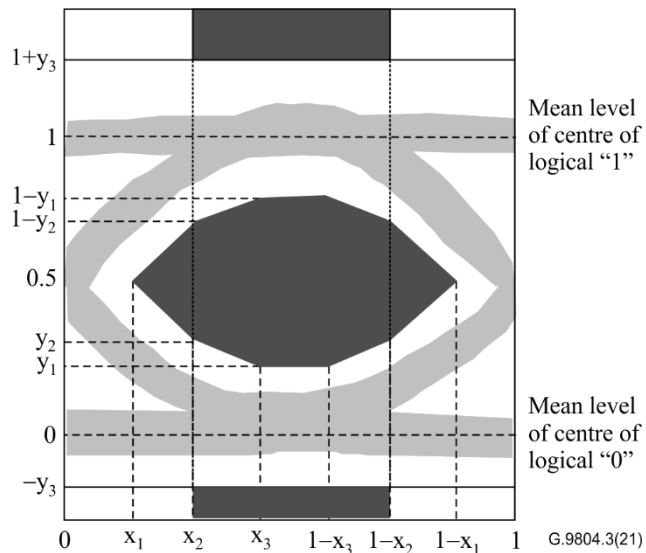 1+y₃
1
1−y₁
1−y₂
0.5
y₂
y₁
0
−y₃
Mean level
of centre of
logical “1”
Mean level
of centre of
logical “0”
0 x₁ x₂ x₃ 1−x₃ 1−x₂ 1−x₁ 1
G.9804.3(21)